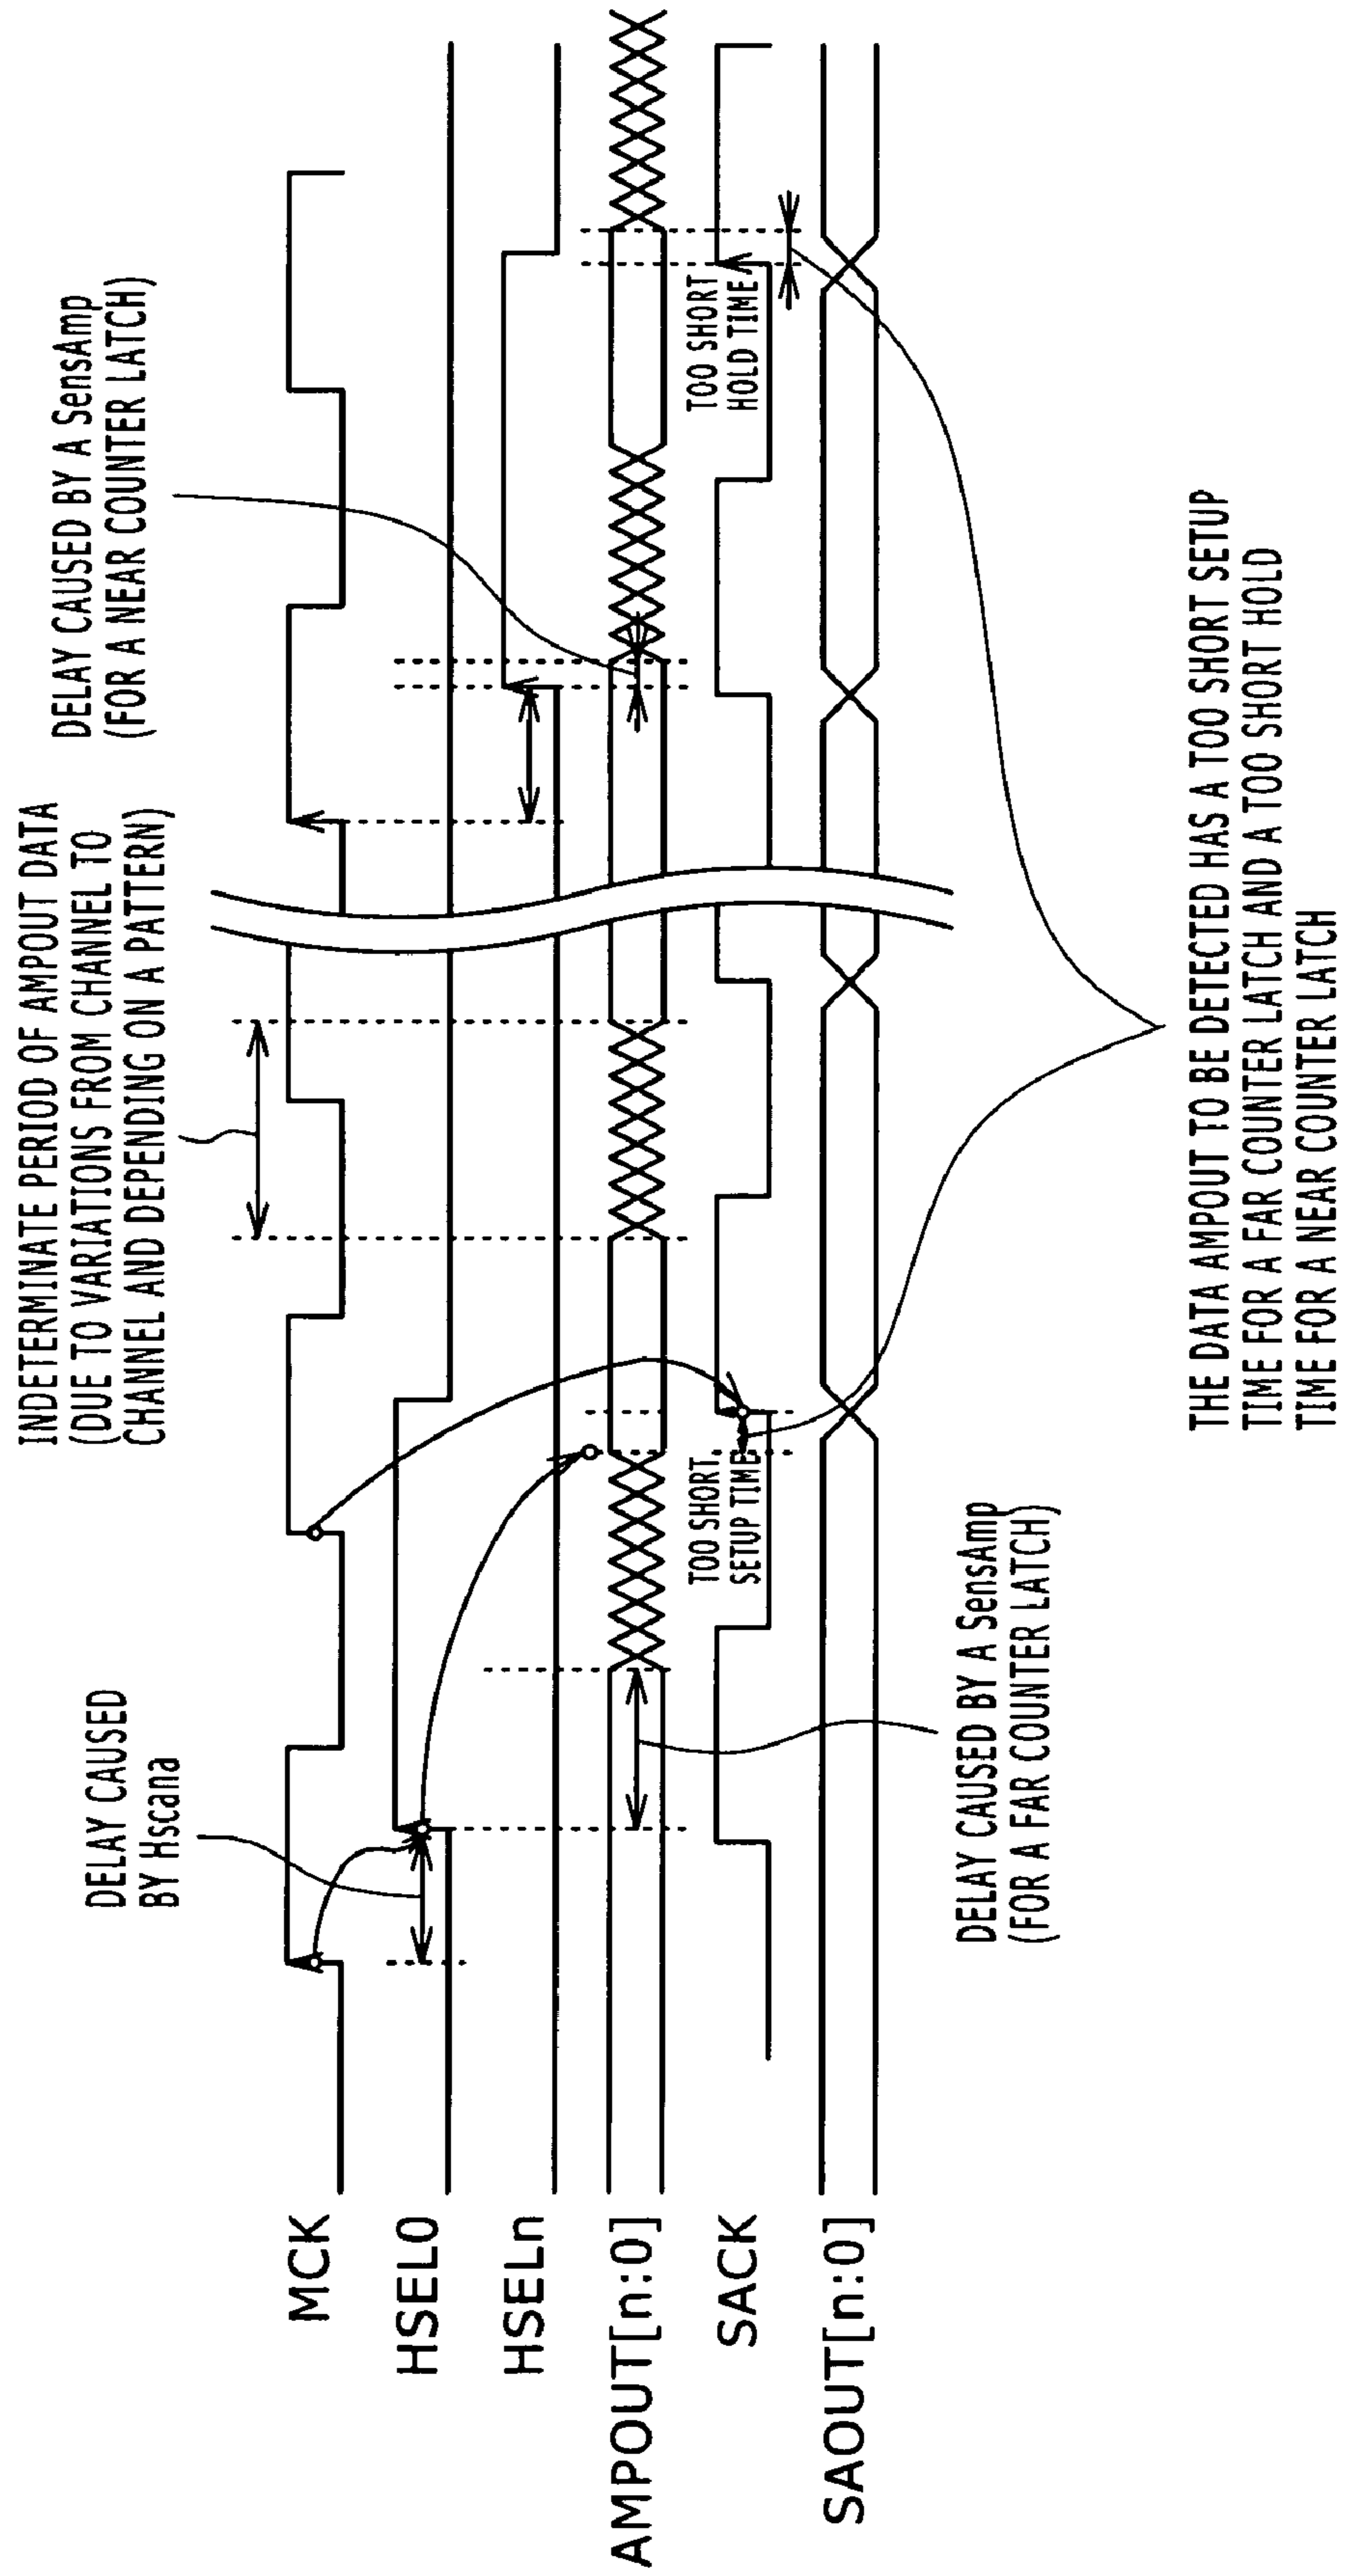 INDETERMINATE PERIOD OF AMPOUT DATA
(DUE TO VARIATIONS FROM CHANNEL TO
CHANNEL AND DEPENDING ON A PATTERN)
DELAY CAUSED BY A SensAmp
(FOR A NEAR COUNTER LATCH)
DELAY CAUSED
BY Hscana
MCK
HSEL0
HSELn
AMPOUT[n:0]
TOO SHORT
SETUP TIME
TOO SHORT
HOLD TIME
SACK
SAOUT[n:0]
DELAY CAUSED BY A SensAmp
(FOR A FAR COUNTER LATCH)
THE DATA AMPOUT TO BE DETECTED HAS A TOO SHORT SETUP
TIME FOR A FAR COUNTER LATCH AND A TOO SHORT HOLD
TIME FOR A NEAR COUNTER LATCH